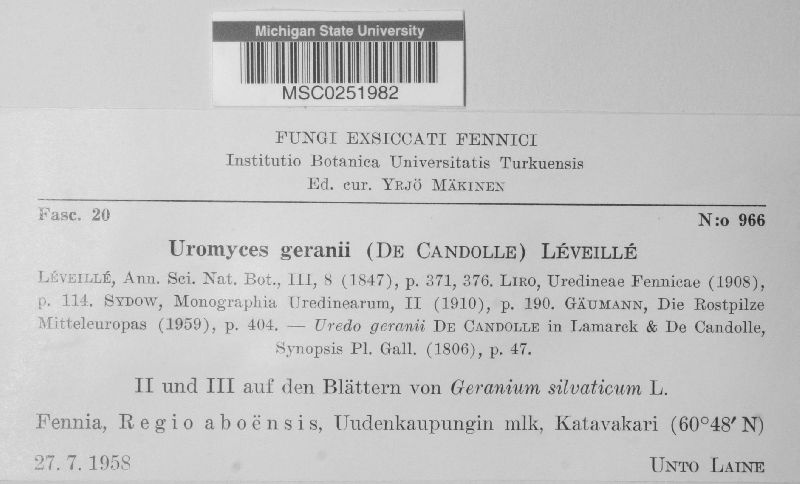 Michigan State University
MSC0251982
FUNGI EXSICCATI FENNICI
Institutio Botanica Universitatis Turkuensis
Ed. cur. YRJÖ MÄKINEN
Fasc. 20
N:o 966
Uromyces geranii (DE CANDOLLE) LÉVEILLÉ
LÉVEILLÉ, Ann. Sci. Nat. Bot., III, 8 (1847), p. 371, 376. LIRO, Uredineae Fennicae (1908),
p. 114. SYDOW, Monographia Uredinearum, II (1910), p. 190. GÄUMANN, Die Rostpilze
Mitteleuropas (1959), p. 404. — Uredo geranii DE CANDOLLE in Lamarck & De Candolle,
Synopsis Pl. Gall. (1806), p. 47.
II und III auf den Blättern von Geranium silvaticum L.
Fennia, Regio aboënsis, Uudenkaupungin mlk, Katavakari (60°48′ N)
27. 7. 1958
UNTO LAINE